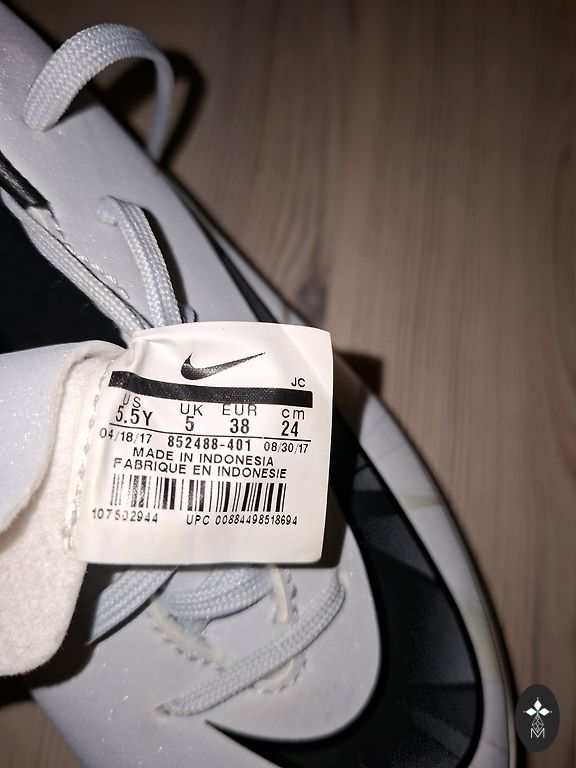 JC
US UK EUR cm
5.5Y 5 38 24
04/18/17 852488-401 08/30/17
MADE IN INDONESIA
FABRIQUE EN INDONESIE
107502944 UPC 00884498518694
M